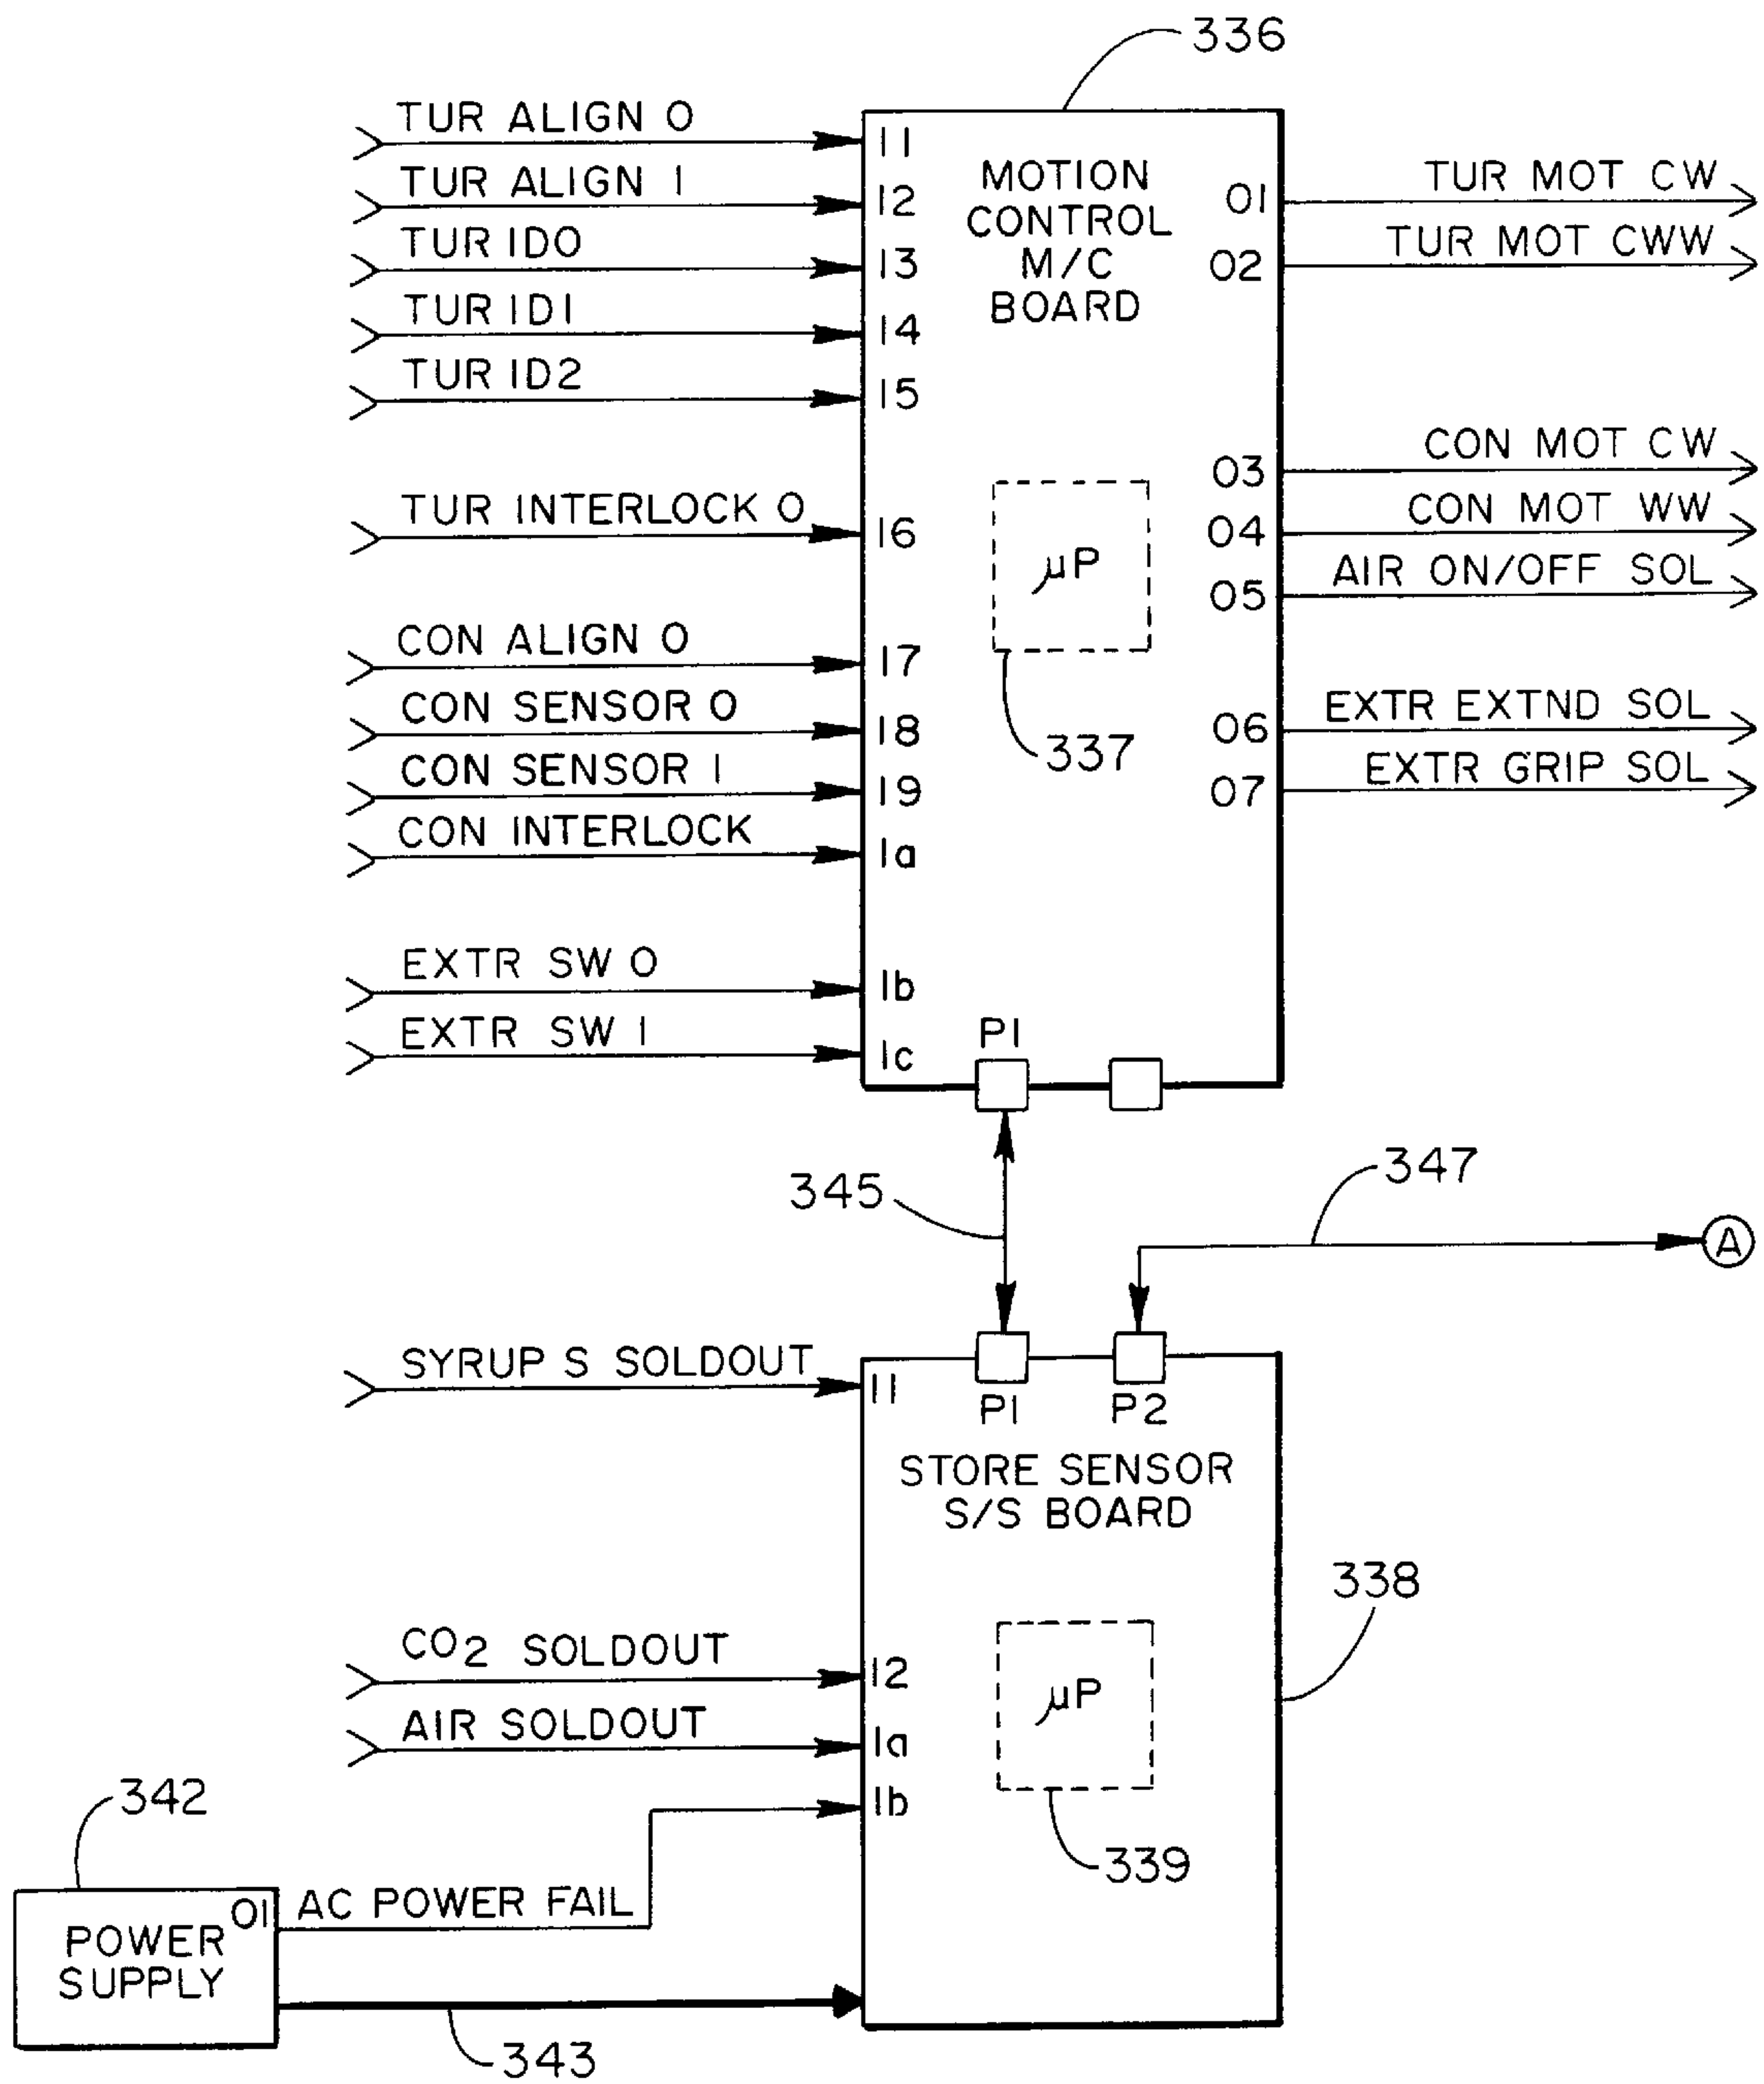 336
TUR ALIGN 0
TUR ALIGN 1
TUR ID0
TUR ID1
TUR ID2
TUR INTERLOCK 0
CON ALIGN 0
CON SENSOR 0
CON SENSOR 1
CON INTERLOCK
EXTR SW 0
EXTR SW 1
I1
I2
I3
I4
I5
I6
I7
I8
I9
Ia
Ib
Ic
MOTION
CONTROL
M/C
BOARD
µP
337
P1
O1
O2
O3
O4
O5
O6
O7
TUR MOT CW
TUR MOT CWW
CON MOT CW
CON MOT WW
AIR ON/OFF SOL
EXTR EXTND SOL
EXTR GRIP SOL
345
347
A
SYRUP S SOLDOUT
CO2 SOLDOUT
AIR SOLDOUT
I1
I2
Ia
Ib
P1
P2
STORE SENSOR
S/S BOARD
µP
339
338
342
POWER
SUPPLY
O1
AC POWER FAIL
343